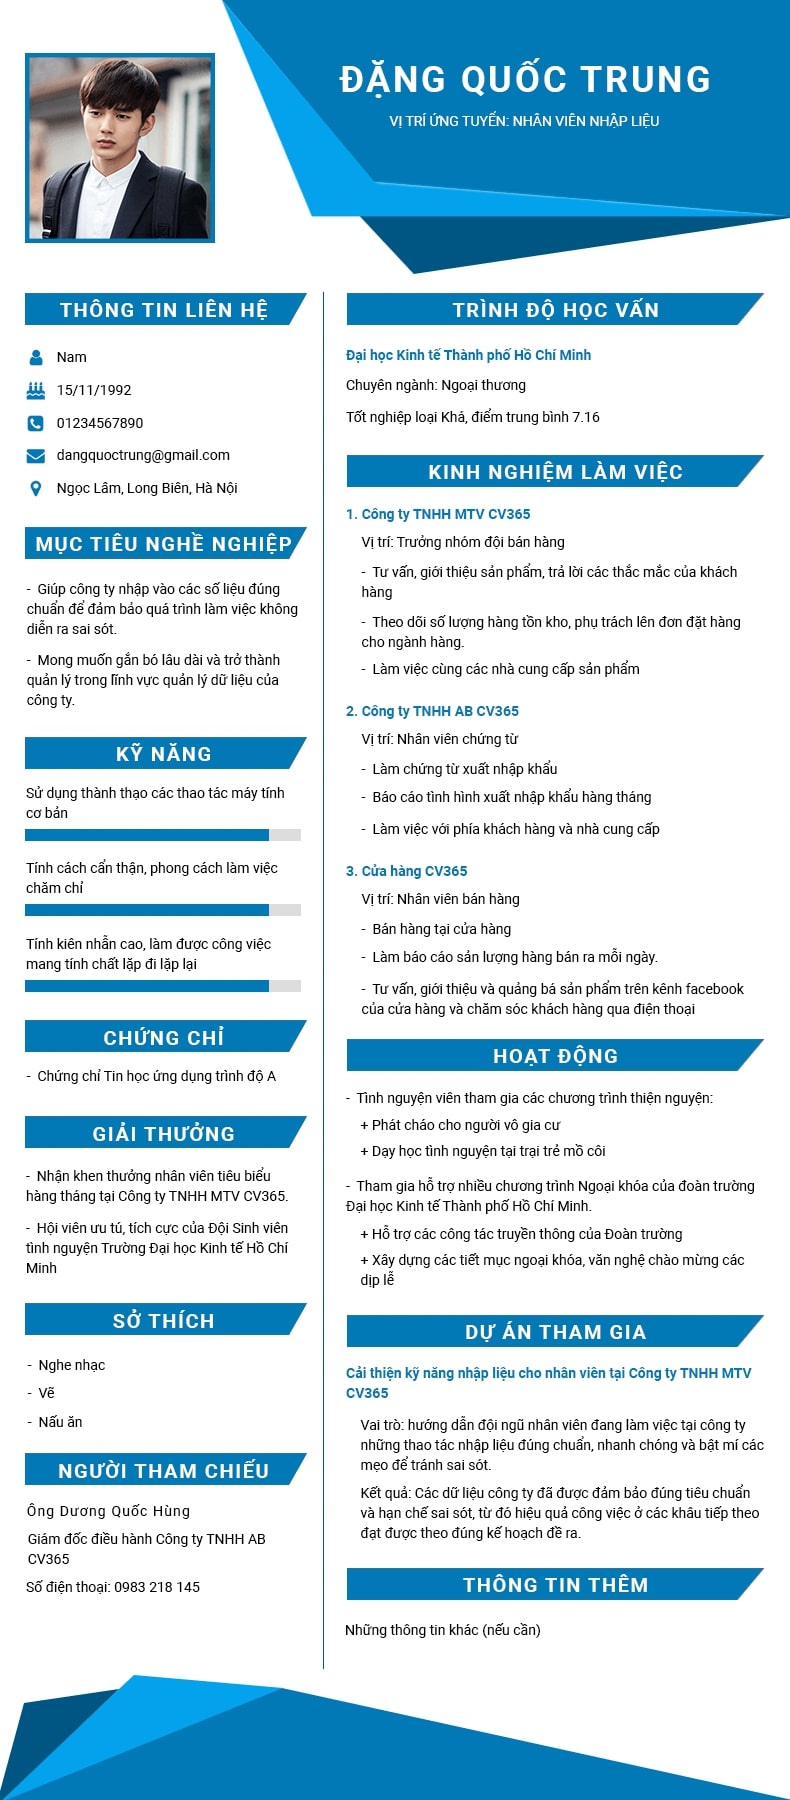 ĐẶNG QUỐC TRUNG
VỊ TRÍ ỨNG TUYỂN: NHÂN VIÊN NHẬP LIỆU
THÔNG TIN LIÊN HỆ
Nam
15/11/1992
01234567890
dangquoctrung@gmail.com
Ngọc Lâm, Long Biên, Hà Nội
MỤC TIÊU NGHỀ NGHIỆP
- Giúp công ty nhập vào các số liệu đúng
chuẩn để đảm bảo quá trình làm việc không
diễn ra sai sót.
- Mong muốn gắn bó lâu dài và trở thành
quản lý trong lĩnh vực quản lý dữ liệu của
công ty.
KỸ NĂNG
Sử dụng thành thạo các thao tác máy tính
cơ bản
Tính cách cẩn thận, phong cách làm việc
chăm chỉ
Tính kiên nhẫn cao, làm được công việc
mang tính chất lặp đi lặp lại
CHỨNG CHỈ
- Chứng chỉ Tin học ứng dụng trình độ A
GIẢI THƯỞNG
- Nhận khen thưởng nhân viên tiêu biểu
hàng tháng tại Công ty TNHH MTV CV365.
- Hội viên ưu tú, tích cực của Đội Sinh viên
tình nguyện Trường Đại học Kinh tế Hồ Chí
Minh
SỞ THÍCH
- Nghe nhạc
- Vẽ
- Nấu ăn
NGƯỜI THAM CHIẾU
Ông Dương Quốc Hùng
Giám đốc điều hành Công ty TNHH AB
CV365
Số điện thoại: 0983 218 145
TRÌNH ĐỘ HỌC VẤN
Đại học Kinh tế Thành phố Hồ Chí Minh
Chuyên ngành: Ngoại thương
Tốt nghiệp loại Khá, điểm trung bình 7.16
KINH NGHIỆM LÀM VIỆC
1. Công ty TNHH MTV CV365
Vị trí: Trưởng nhóm đội bán hàng
- Tư vấn, giới thiệu sản phẩm, trả lời các thắc mắc của khách
hàng
- Theo dõi số lượng hàng tồn kho, phụ trách lên đơn đặt hàng
cho ngành hàng.
- Làm việc cùng các nhà cung cấp sản phẩm
2. Công ty TNHH AB CV365
Vị trí: Nhân viên chứng từ
- Làm chứng từ xuất nhập khẩu
- Báo cáo tình hình xuất nhập khẩu hàng tháng
- Làm việc với phía khách hàng và nhà cung cấp
3. Cửa hàng CV365
Vị trí: Nhân viên bán hàng
- Bán hàng tại cửa hàng
- Làm báo cáo sản lượng hàng bán ra mỗi ngày.
- Tư vấn, giới thiệu và quảng bá sản phẩm trên kênh facebook
của cửa hàng và chăm sóc khách hàng qua điện thoại
HOẠT ĐỘNG
- Tình nguyện viên tham gia các chương trình thiện nguyện:
+ Phát cháo cho người vô gia cư
+ Dạy học tình nguyện tại trại trẻ mồ côi
- Tham gia hỗ trợ nhiều chương trình Ngoại khóa của đoàn trường
Đại học Kinh tế Thành phố Hồ Chí Minh.
+ Hỗ trợ các công tác truyền thông của Đoàn trường
+ Xây dựng các tiết mục ngoại khóa, văn nghệ chào mừng các
dịp lễ
DỰ ÁN THAM GIA
Cải thiện kỹ năng nhập liệu cho nhân viên tại Công ty TNHH MTV
CV365
Vai trò: hướng dẫn đội ngũ nhân viên đang làm việc tại công ty
những thao tác nhập liệu đúng chuẩn, nhanh chóng và bật mí các
mẹo để tránh sai sót.
Kết quả: Các dữ liệu công ty đã được đảm bảo đúng tiêu chuẩn
và hạn chế sai sót, từ đó hiệu quả công việc ở các khâu tiếp theo
đạt được theo đúng kế hoạch đề ra.
THÔNG TIN THÊM
Những thông tin khác (nếu cần)